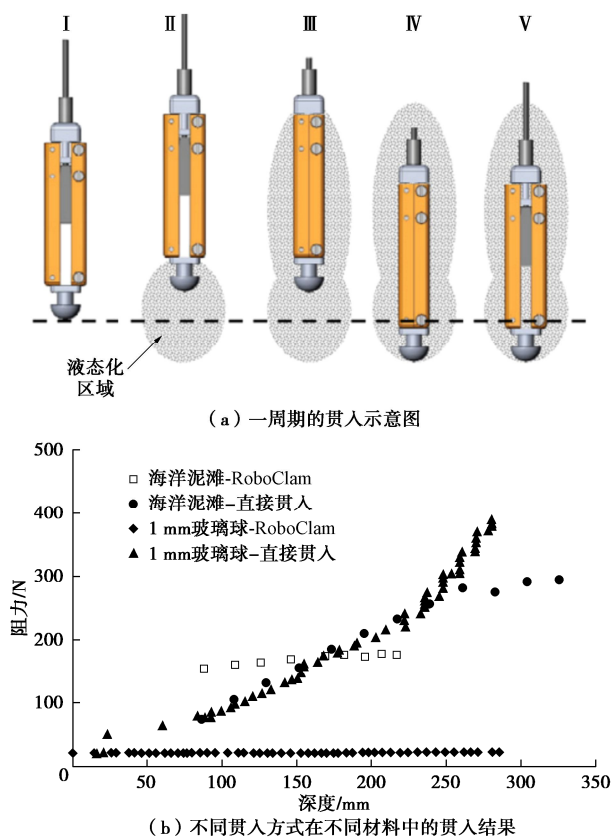 Ⅰ Ⅱ Ⅲ Ⅳ Ⅴ
液态化
区域
（a）一周期的贯入示意图
500
400
300
200
100
0
阻力/N
□ 海洋泥滩-RoboClam
● 海洋泥滩–直接贯入
◆ 1 mm玻璃球-RoboClam
▲ 1 mm玻璃球–直接贯入
50 100 150 200 250 300 350
深度/mm
（b）不同贯入方式在不同材料中的贯入结果